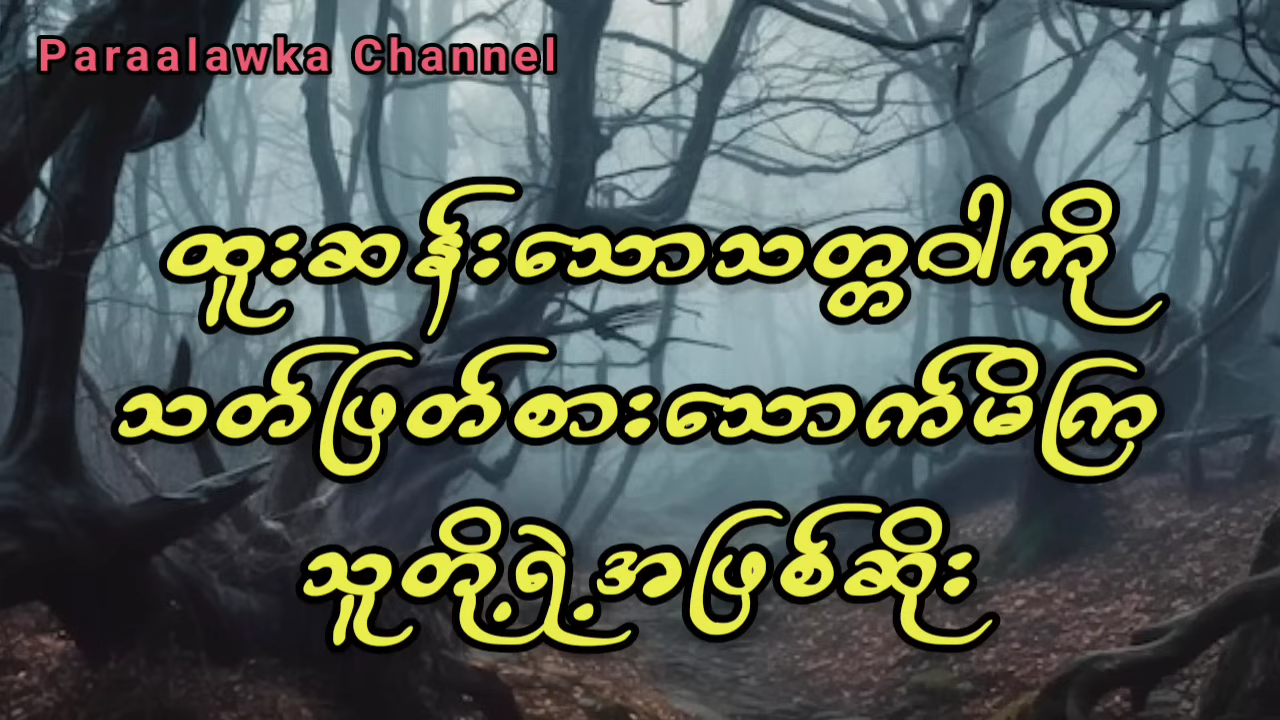 Paraalawka Channel
ထူးဆန်းသောသတ္တဝါကို
သတ်ဖြတ်စားသောက်မိကြ
သူတို့ရဲ့အဖြစ်ဆိုး